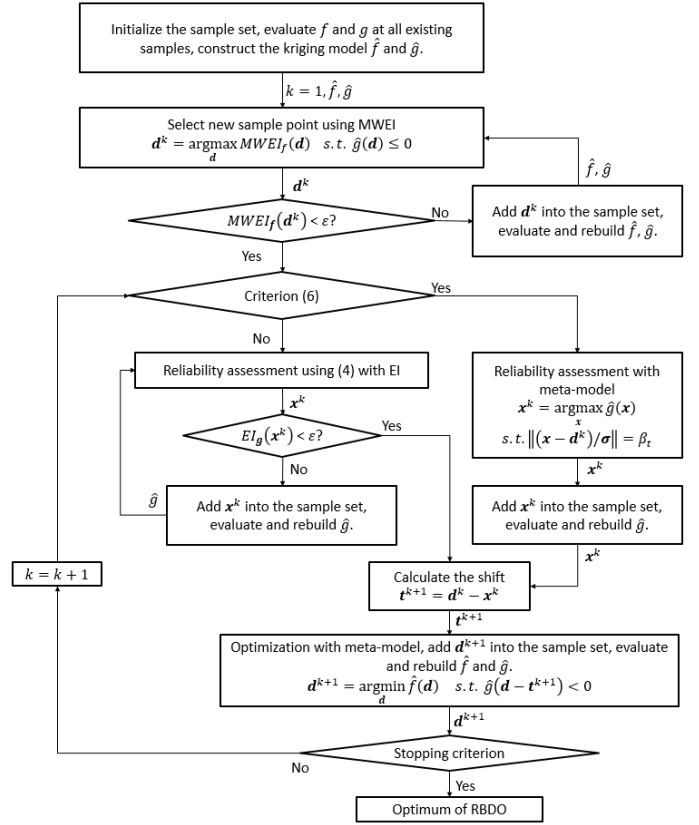 Initialize the sample set, evaluate f and g at all existing
samples, construct the kriging model f̂ and ĝ.
k = 1, f̂, ĝ
Select new sample point using MWEI
d^k = argmax MWEI_f(d)   s.t. ĝ(d) ≤ 0
d
d^k
f̂, ĝ
MWEI_f(d^k) < ε?
No
Add d^k into the sample set,
evaluate and rebuild f̂, ĝ.
Yes
Criterion (6)
Yes
No
Reliability assessment using (4) with EI
Reliability assessment with
meta-model
x^k = argmax ĝ(x)
x
s.t. ‖(x − d^k)/σ‖ = β_t
x^k
EI_g(x^k) < ε?
Yes
No
x^k
ĝ
Add x^k into the sample set,
evaluate and rebuild ĝ.
Add x^k into the sample set,
evaluate and rebuild ĝ.
x^k
k = k + 1
Calculate the shift
t^{k+1} = d^k − x^k
t^{k+1}
Optimization with meta-model, add d^{k+1} into the sample set, evaluate
and rebuild f̂ and ĝ.
d^{k+1} = argmin f̂(d)   s.t. ĝ(d − t^{k+1}) < 0
d
d^{k+1}
Stopping criterion
No
Yes
Optimum of RBDO